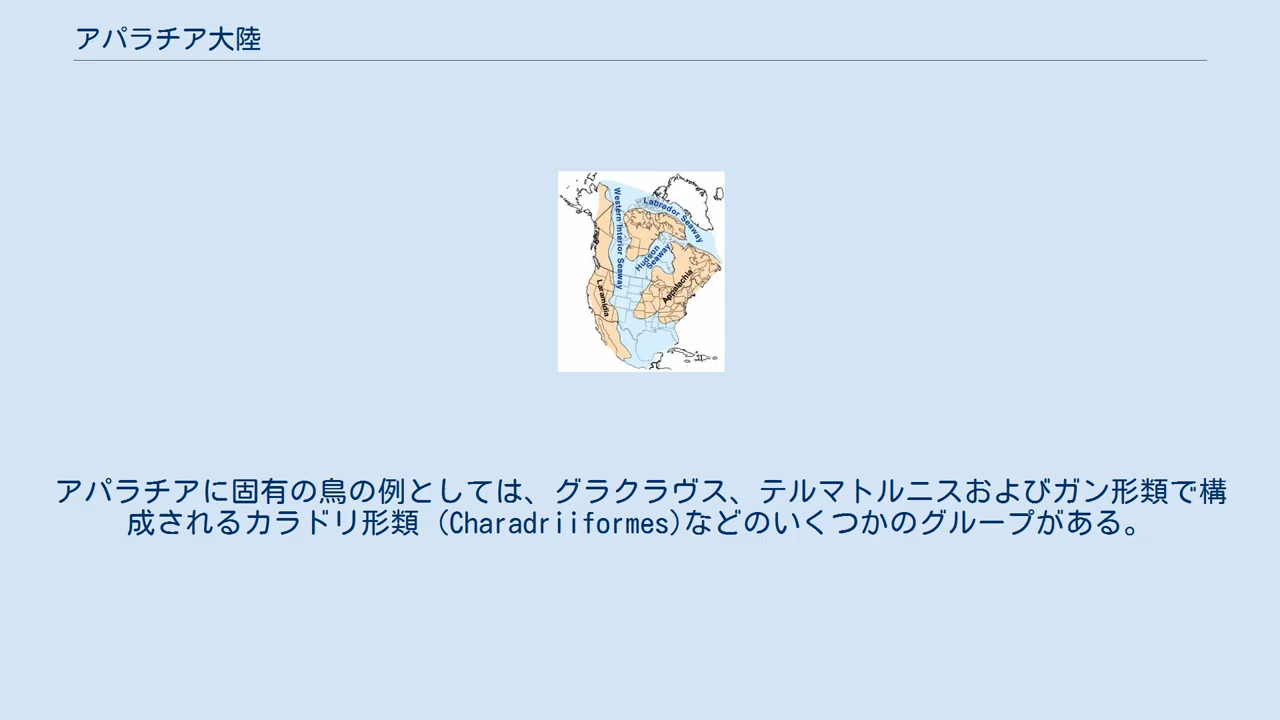 アパラチア大陸
Western Interior Seaway
Labrador Seaway
Hudson
Seaway
Laramidia
Appalachia
アパラチアに固有の鳥の例としては、グラクラヴス、テルマトルニスおよびガン形類で構
成されるカラドリ形類 (Charadriiformes)などのいくつかのグループがある。